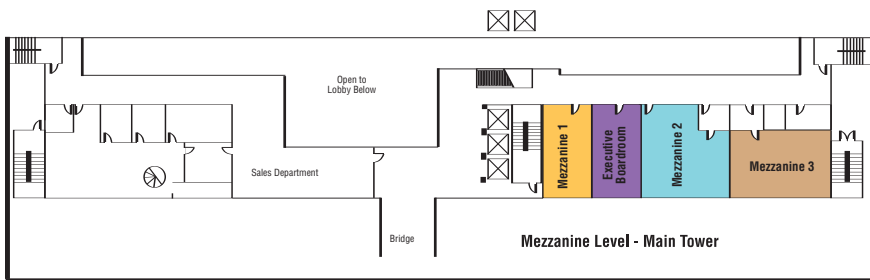 Open to
Lobby Below
Mezzanine 1
Executive
Boardroom
Mezzanine 2
Mezzanine 3
Sales Department
Bridge
Mezzanine Level - Main Tower